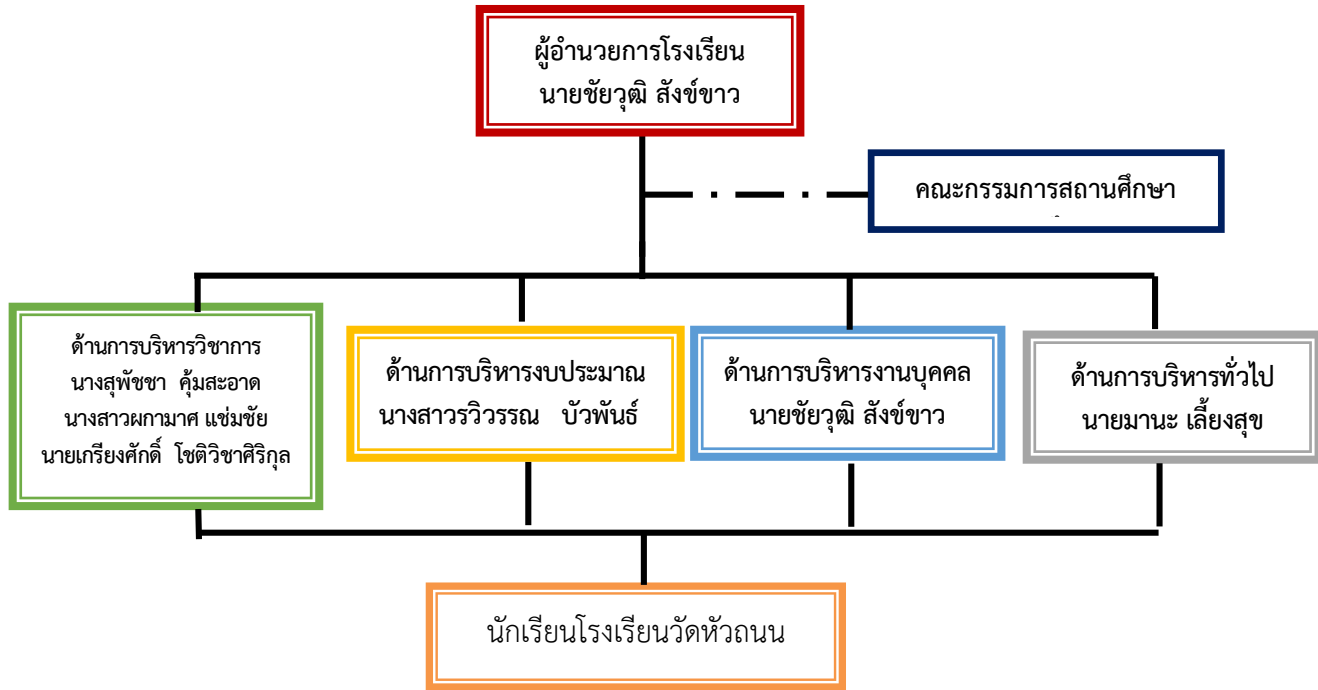 ผู้อำนวยการโรงเรียน
นายชัยวุฒิ สังข์ขาว
คณะกรรมการสถานศึกษา
ด้านการบริหารวิชาการ
นางสุพัชชา คุ้มสะอาด
นางสาวผกามาศ แช่มชัย
นายเกรียงศักดิ์ โชติวิชาศิริกุล
ด้านการบริหารงบประมาณ
นางสาวรวิวรรณ บัวพันธ์
ด้านการบริหารงานบุคคล
นายชัยวุฒิ สังข์ขาว
ด้านการบริหารทั่วไป
นายมานะ เลี้ยงสุข
นักเรียนโรงเรียนวัดหัวถนน